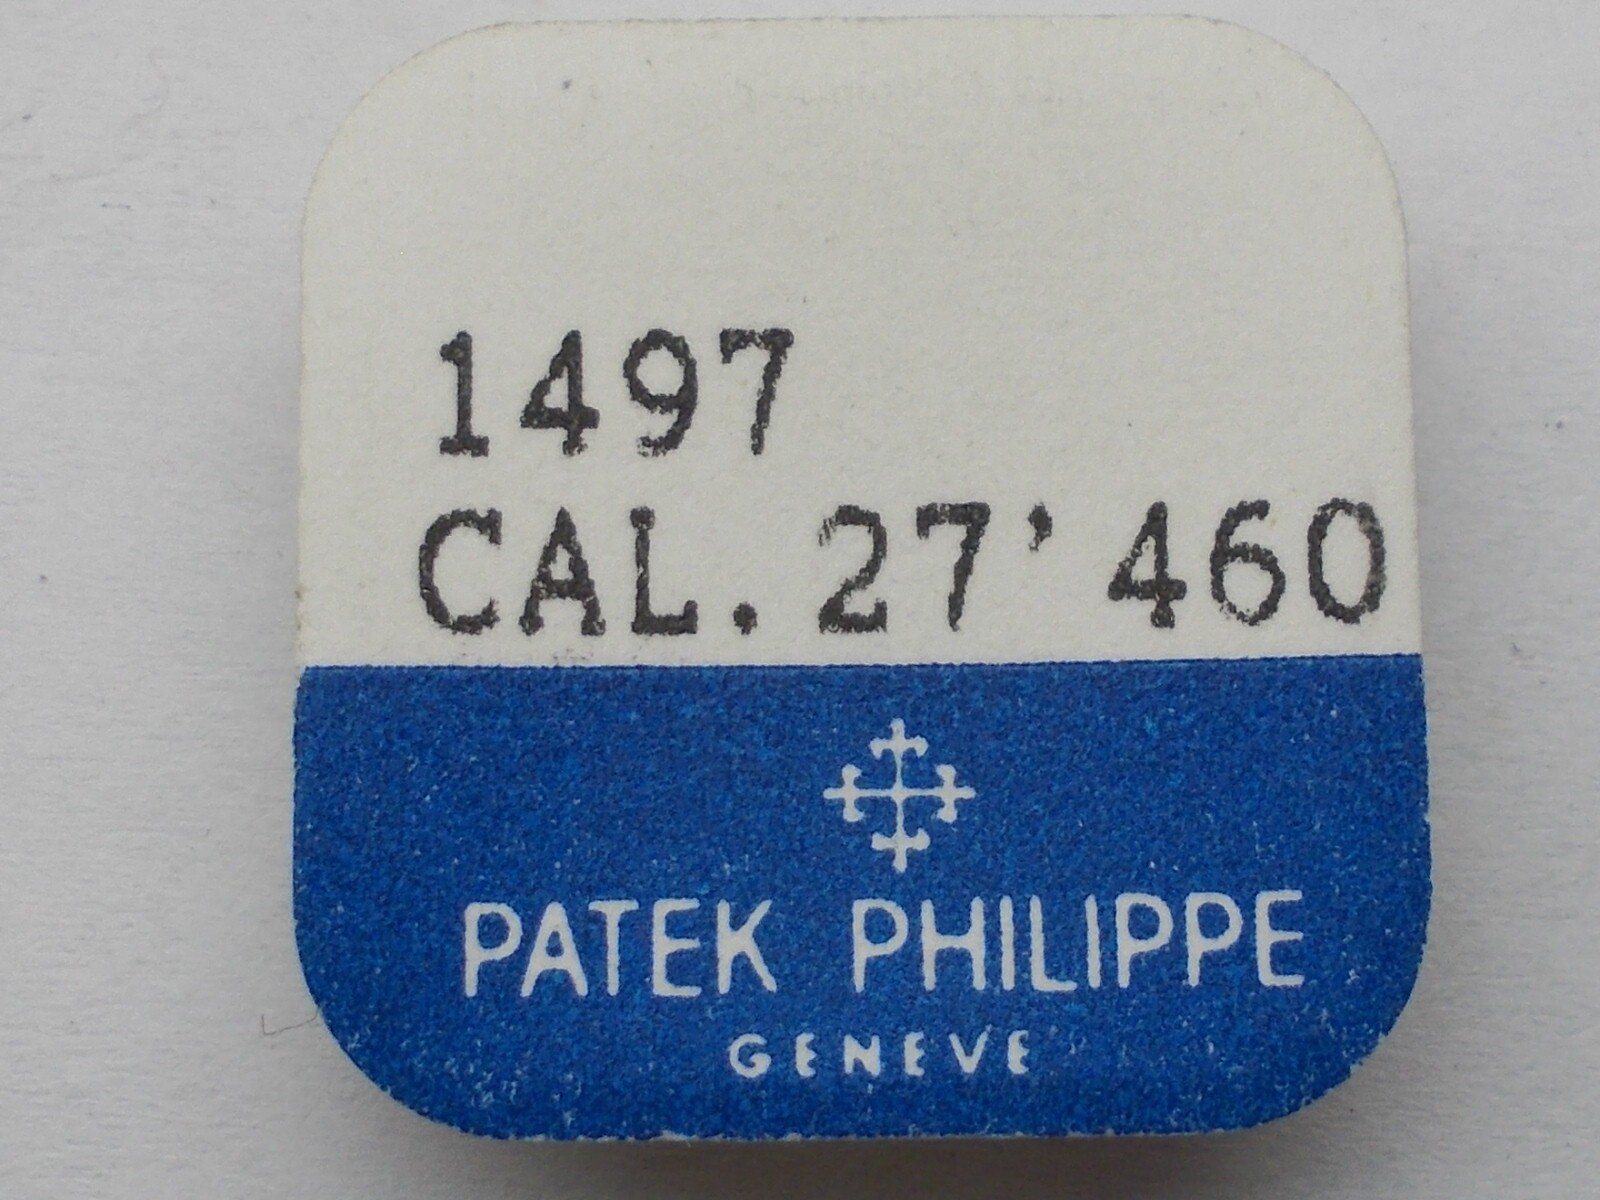 1497
CAL. 27'460
PATEK PHILIPPE
GENEVE